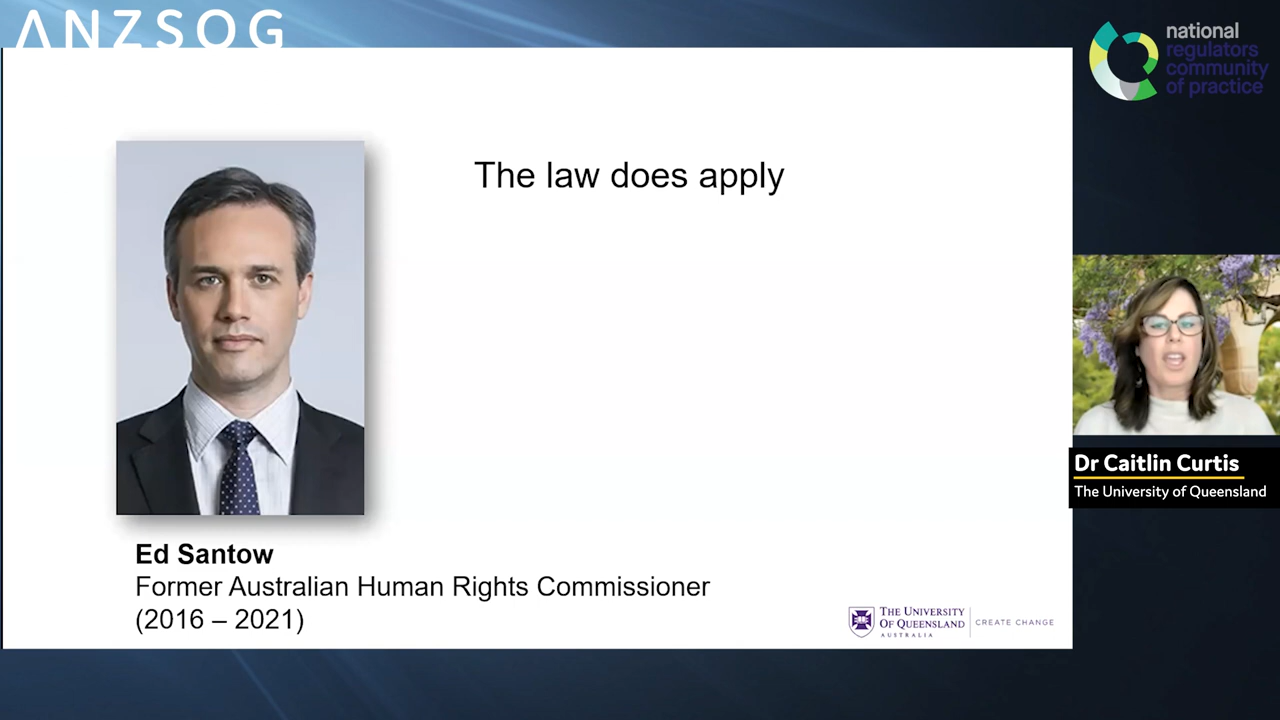 ANZSOG
national
regulators
community
of practice
The law does apply
Dr Caitlin Curtis
The University of Queensland
Ed Santow
Former Australian Human Rights Commissioner
(2016 – 2021)
THE UNIVERSITY
OF QUEENSLAND
AUSTRALIA
CREATE CHANGE